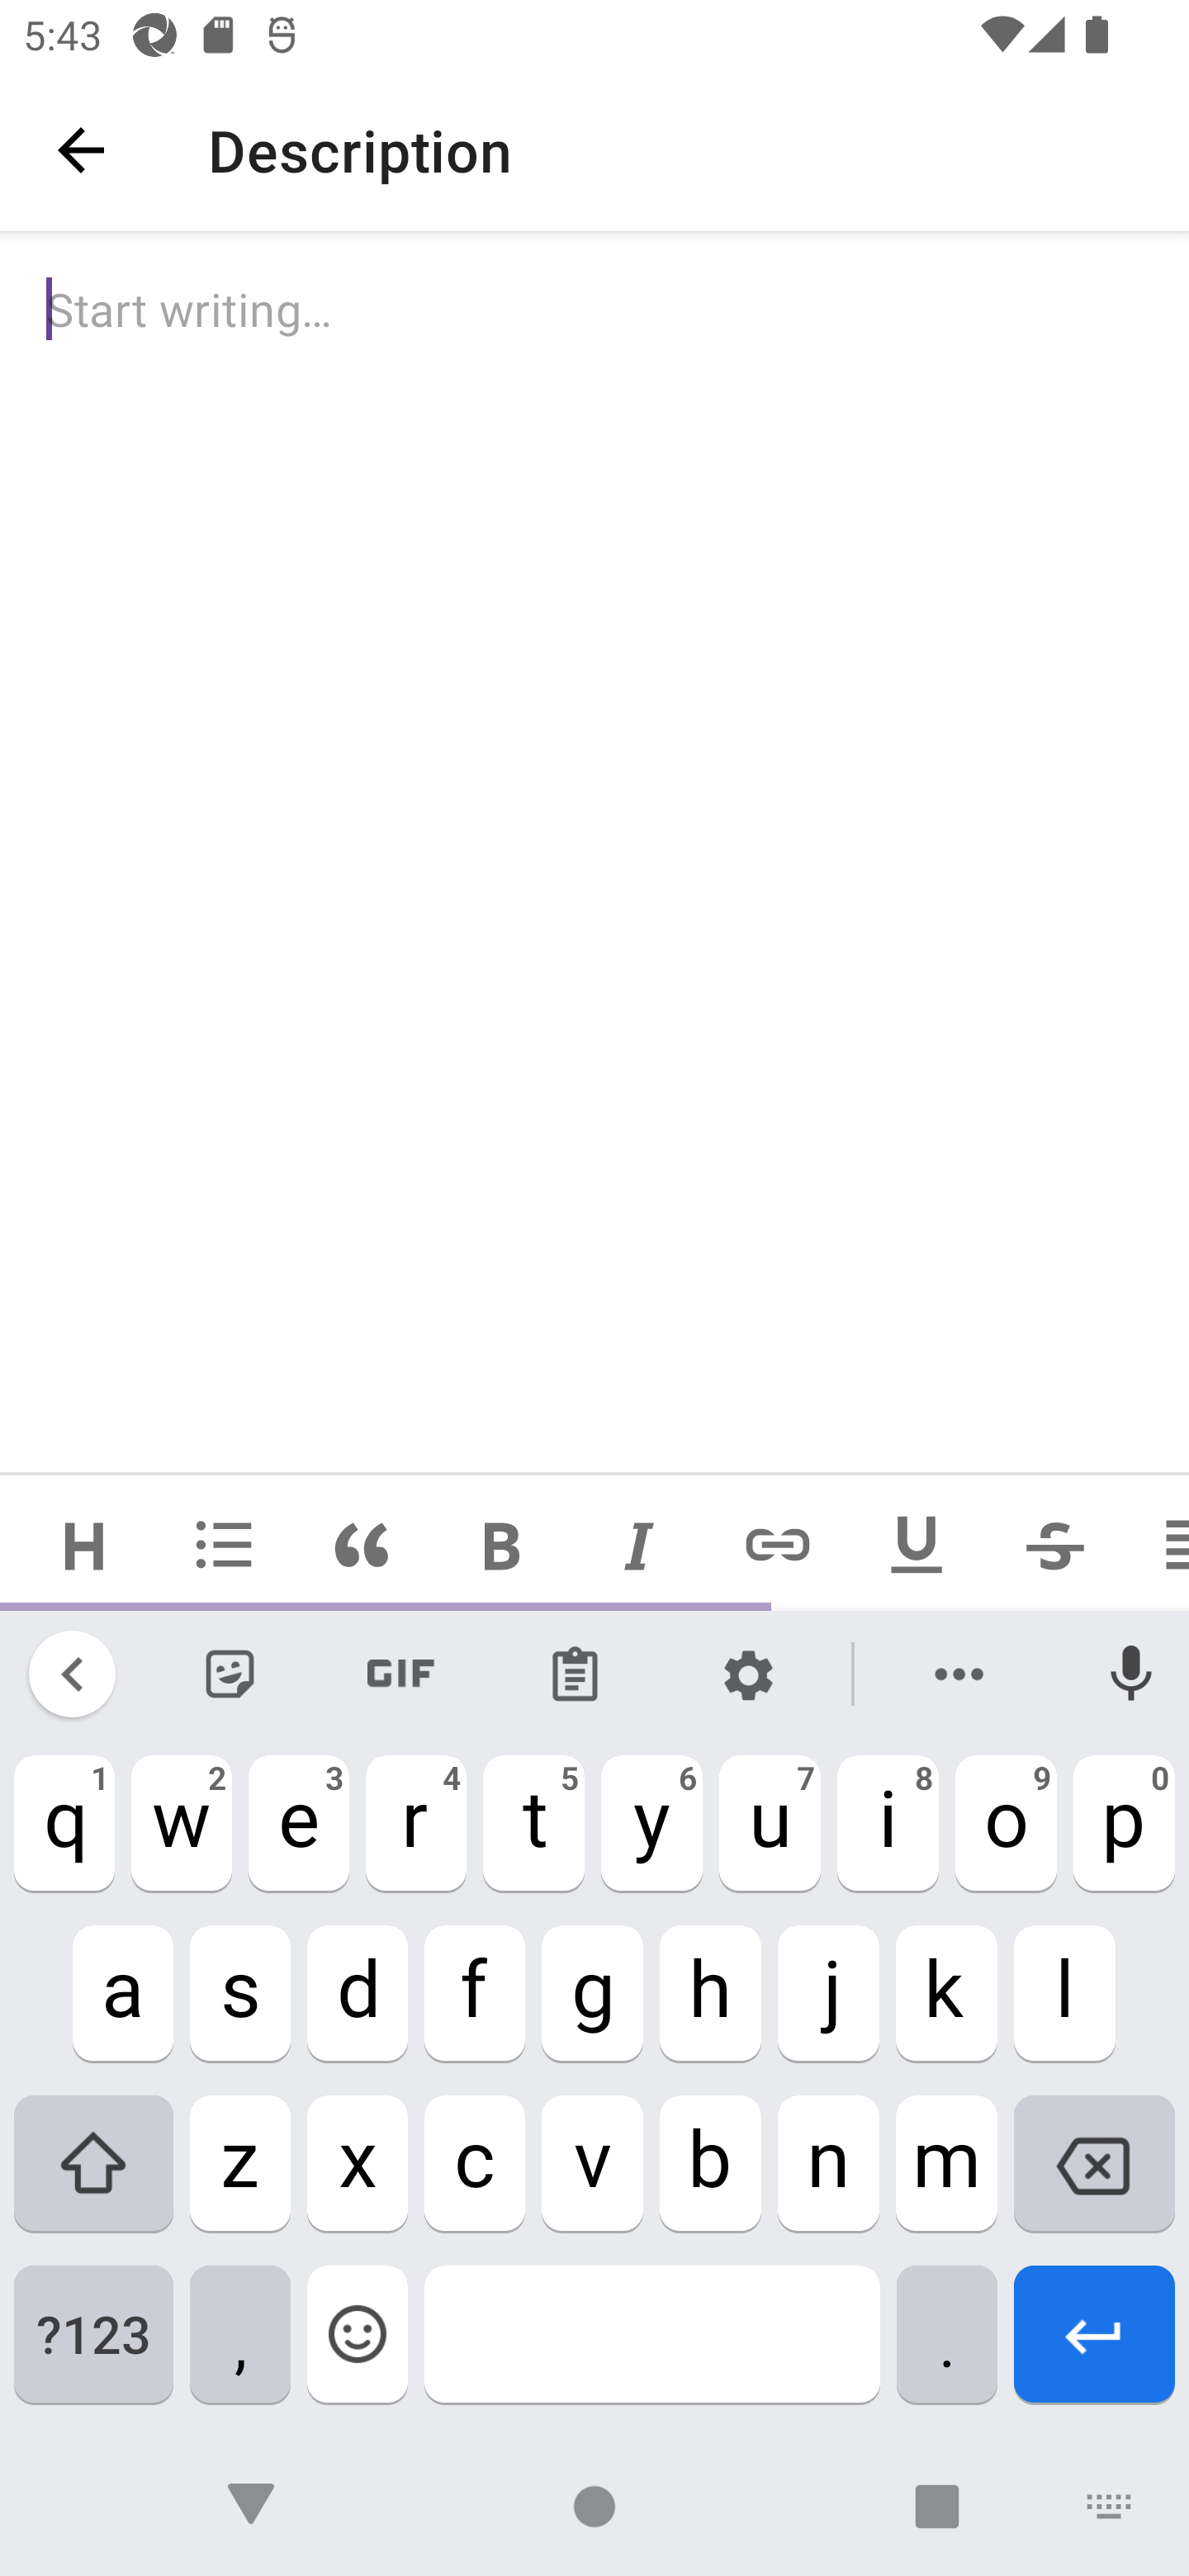 5:43
Description
Start writing…
H B I U S
GIF
q 1 w 2 e 3 r 4 t 5 y 6 u 7 i 8 o 9 p 0
a s d f g h j k l
z x c v b n m
?123 , .